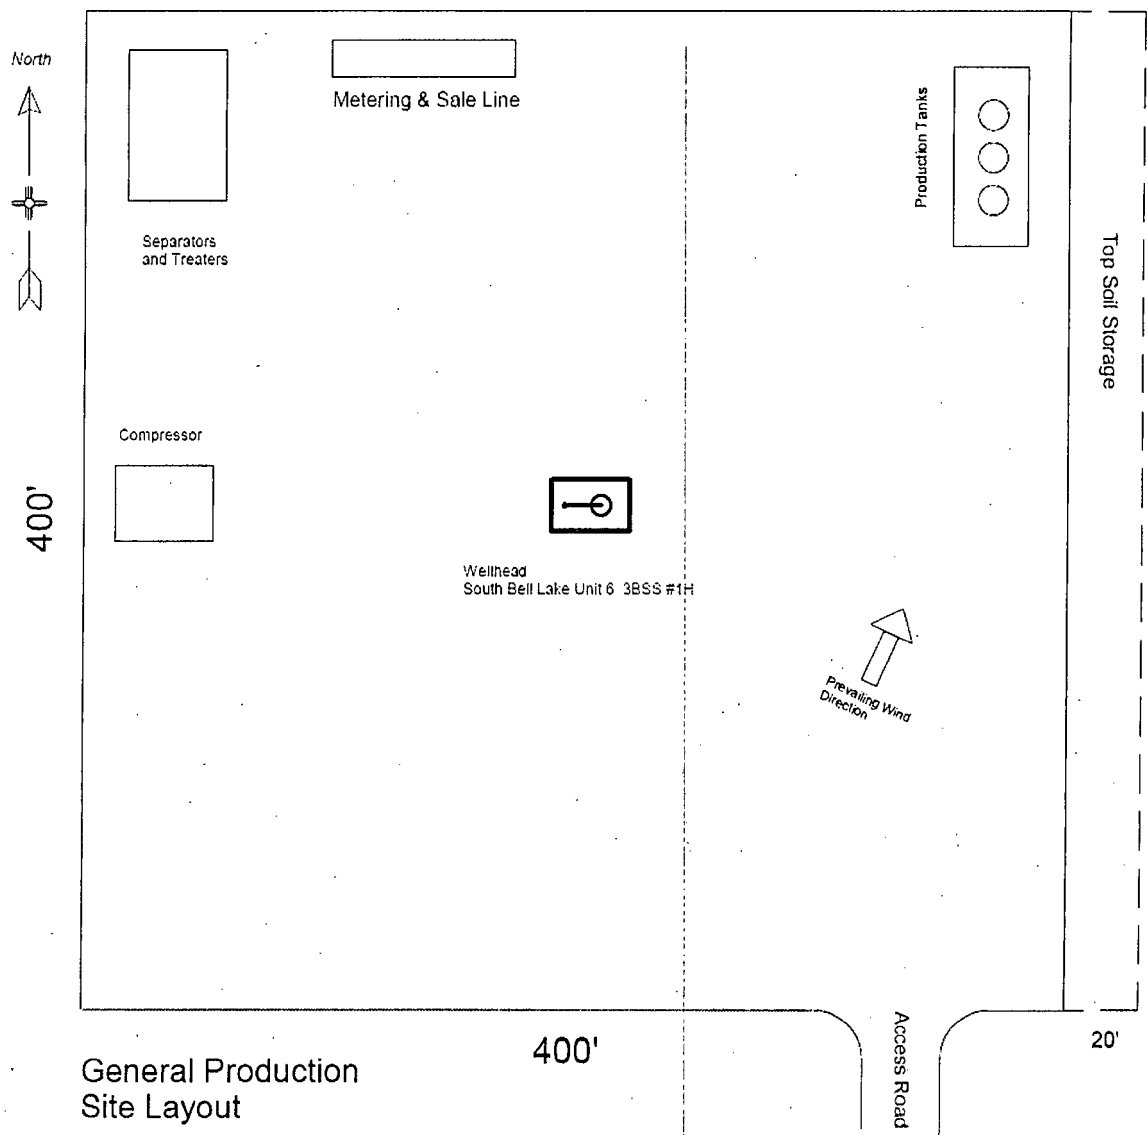 North
Metering & Sale Line
Production Tanks
Separators
and Treaters
Top Soil Storage
Compressor
400'
Wellhead
South Bell Lake Unit 6 3BSS #1H
Prevailing Wind
Direction
Access Road
20'
400'
General Production
Site Layout